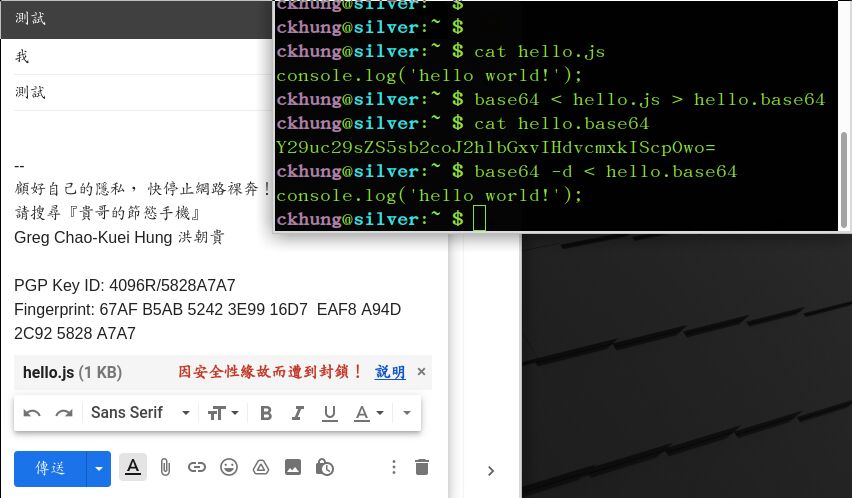 測試
我
測試
--
顧好自己的隱私， 快停止網路裸奔！
請搜尋『貴哥的節慾手機』
Greg Chao-Kuei Hung 洪朝貴
PGP Key ID: 4096R/5828A7A7
Fingerprint: 67AF B5AB 5242 3E99 16D7  EAF8 A94D
2C92 5828 A7A7
hello.js (1 KB) 因安全性緣故而遭到封鎖！ 說明 ×
Sans Serif B I U A
傳送 A
ckhung@silver:~ $
ckhung@silver:~ $
ckhung@silver:~ $ cat hello.js
console.log('hello world!');
ckhung@silver:~ $ base64 < hello.js > hello.base64
ckhung@silver:~ $ cat hello.base64
Y29uc29sZS5sb2coJ2hlbGxvIHdvcmxkIScpOwo=
ckhung@silver:~ $ base64 -d < hello.base64
console.log('hello world!');
ckhung@silver:~ $